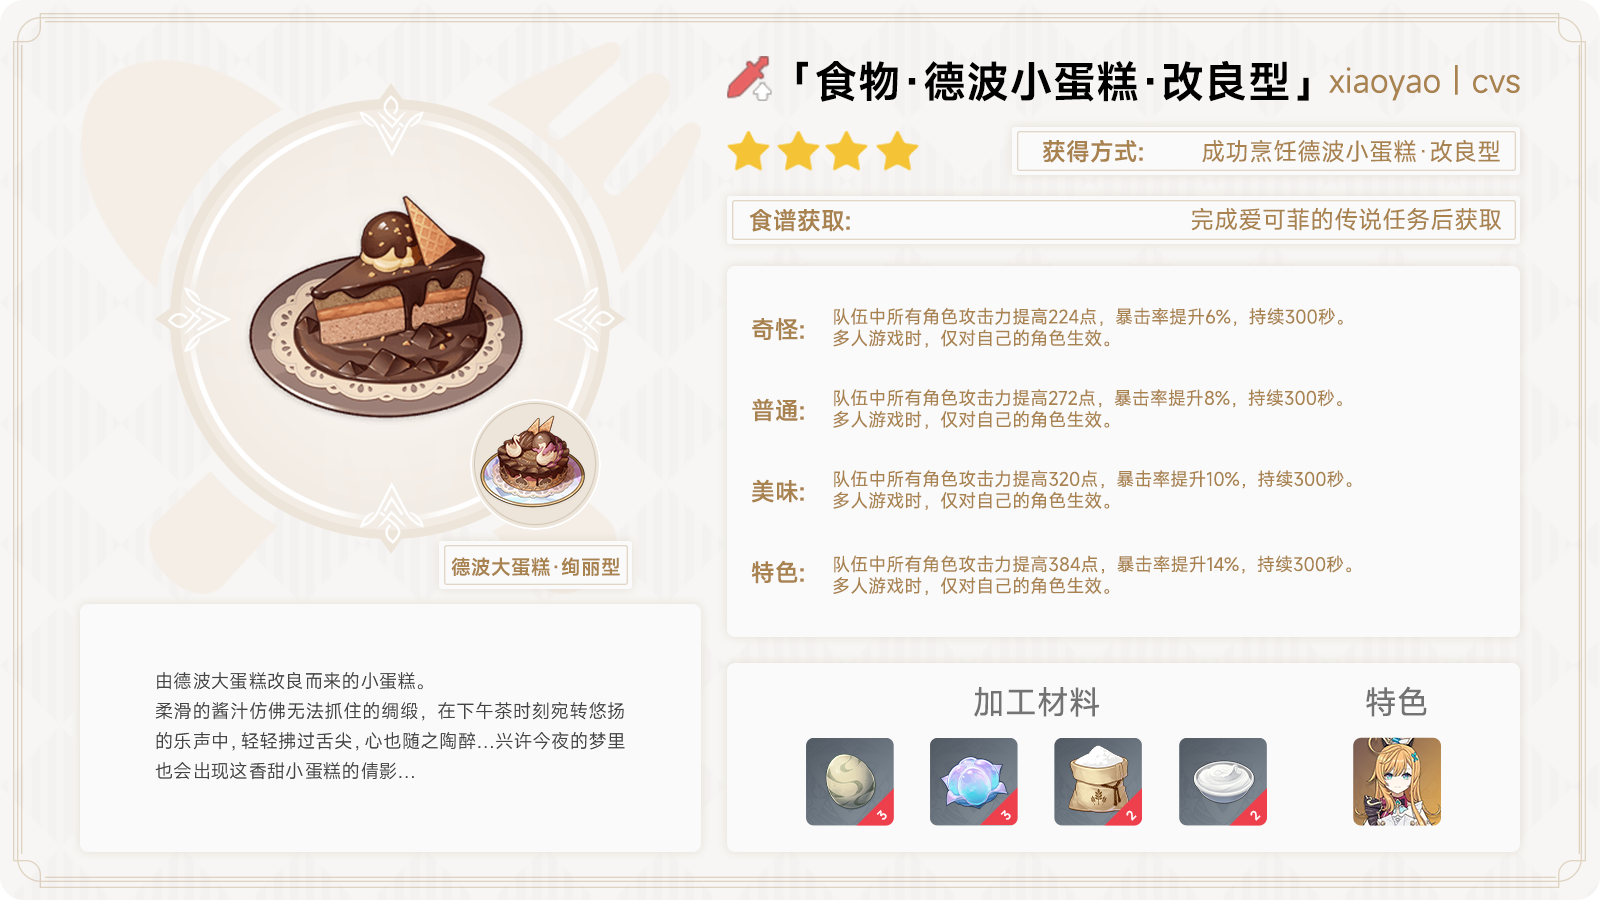 「食物·德波小蛋糕·改良型」 xiaoyao | cvs
获得方式: 成功烹饪德波小蛋糕·改良型
食谱获取: 完成爱可菲的传说任务后获取
奇怪: 队伍中所有角色攻击力提高224点，暴击率提升6%，持续300秒。
多人游戏时，仅对自己的角色生效。
普通: 队伍中所有角色攻击力提高272点，暴击率提升8%，持续300秒。
多人游戏时，仅对自己的角色生效。
美味: 队伍中所有角色攻击力提高320点，暴击率提升10%，持续300秒。
多人游戏时，仅对自己的角色生效。
特色: 队伍中所有角色攻击力提高384点，暴击率提升14%，持续300秒。
多人游戏时，仅对自己的角色生效。
德波大蛋糕·绚丽型
由德波大蛋糕改良而来的小蛋糕。
柔滑的酱汁仿佛无法抓住的绸缎，在下午茶时刻宛转悠扬
的乐声中,轻轻拂过舌尖,心也随之陶醉...兴许今夜的梦里
也会出现这香甜小蛋糕的倩影...
加工材料 特色
3 3 2 2